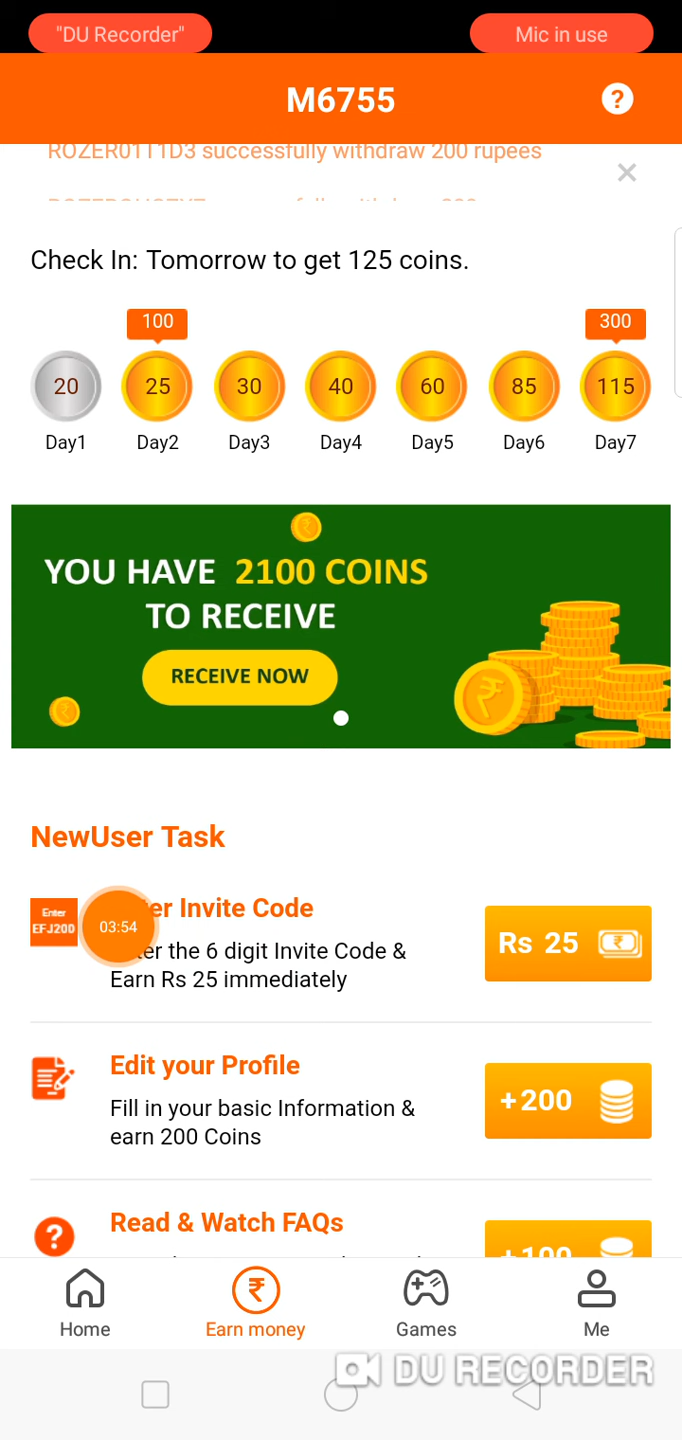 "DU Recorder" Mic in use
M6755 ?
ROZER01T1D3 successfully withdraw 200 rupees
Check In: Tomorrow to get 125 coins.
100 300
20 25 30 40 60 85 115
Day1 Day2 Day3 Day4 Day5 Day6 Day7
YOU HAVE 2100 COINS
TO RECEIVE
RECEIVE NOW
NewUser Task
Enter
EFJ200
03:54
Invite Code
the 6 digit Invite Code &
Earn Rs 25 immediately
Rs 25
Edit your Profile
Fill in your basic Information &
earn 200 Coins
+200
Read & Watch FAQs
?
+100
Home Earn money Games Me
DU RECORDER